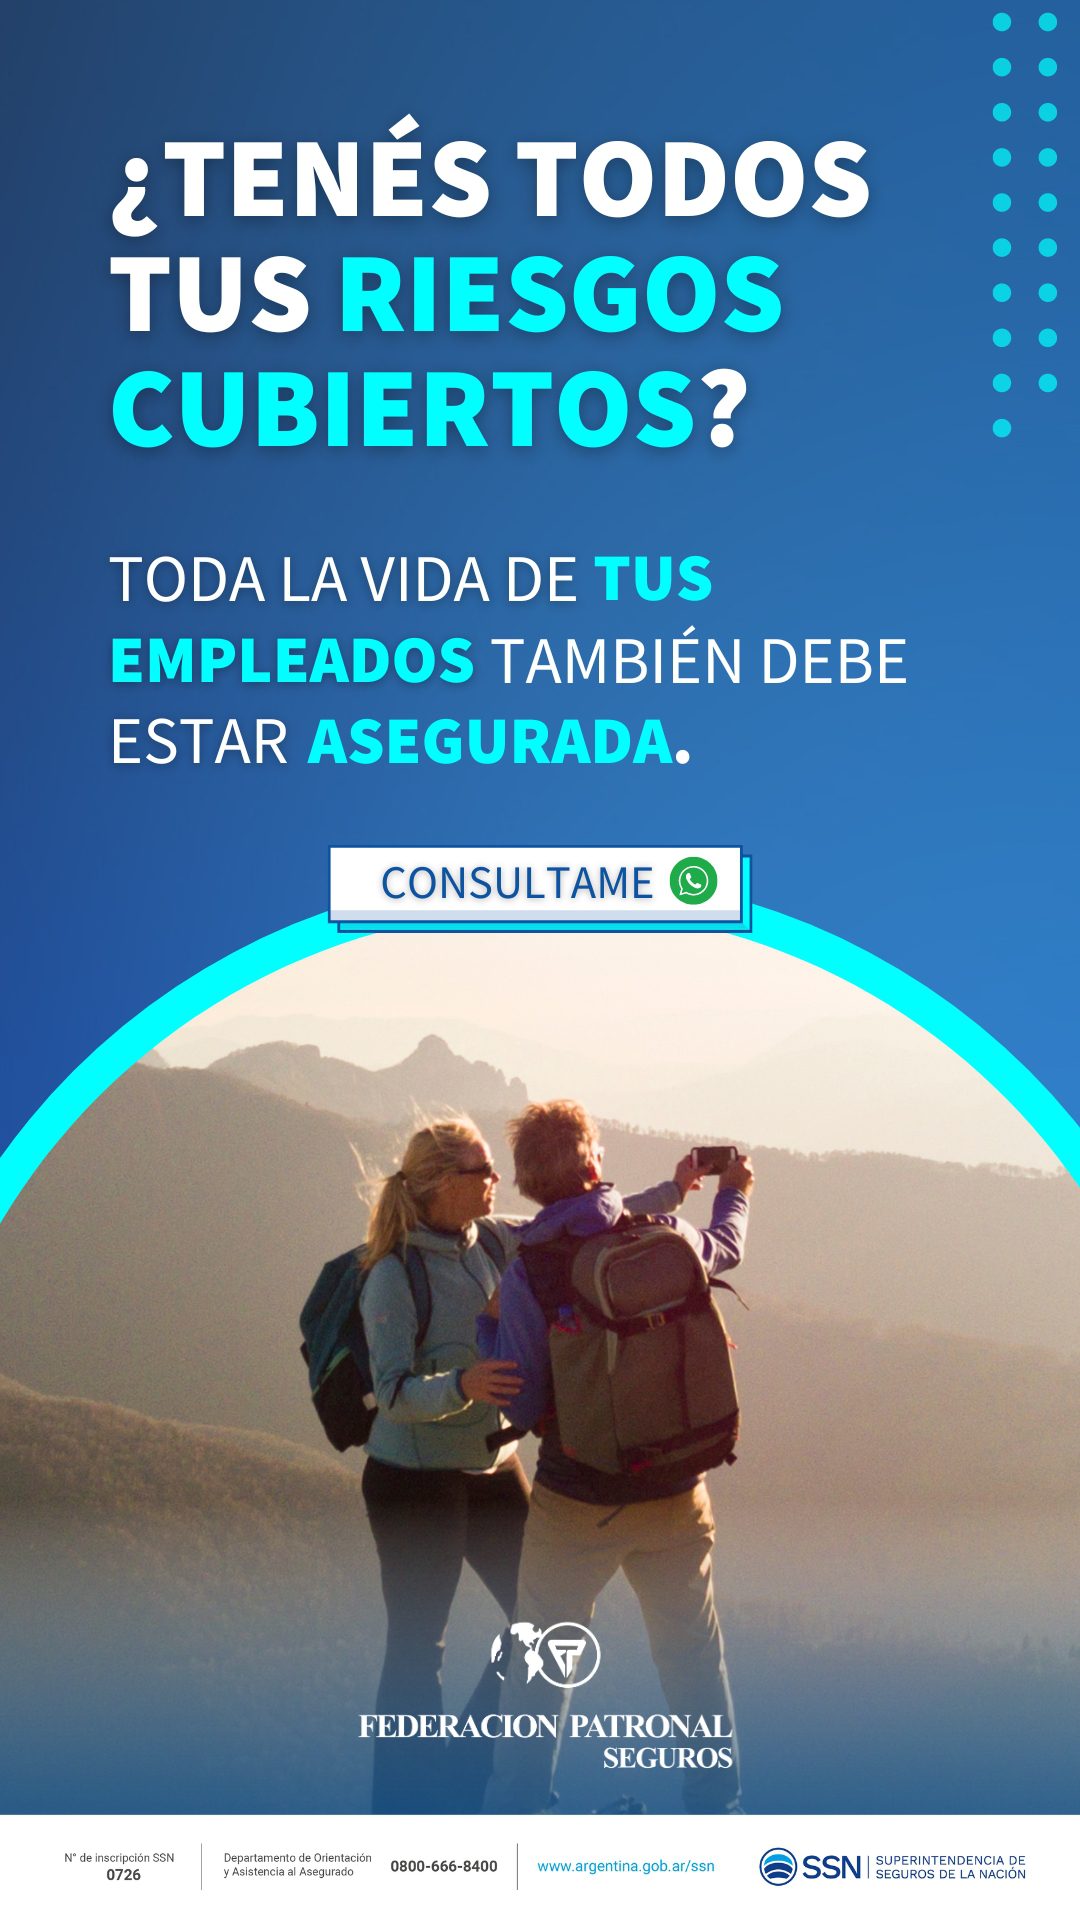 ¿TENÉS TODOS
TUS RIESGOS
CUBIERTOS?
TODA LA VIDA DE TUS
EMPLEADOS TAMBIÉN DEBE
ESTAR ASEGURADA.
CONSULTAME
FP
FEDERACION PATRONAL
SEGUROS
N° de inscripción SSN
0726
Departamento de Orientación
y Asistencia al Asegurado
0800-666-8400
www.argentina.gob.ar/ssn
SSN
SUPERINTENDENCIA DE
SEGUROS DE LA NACIÓN